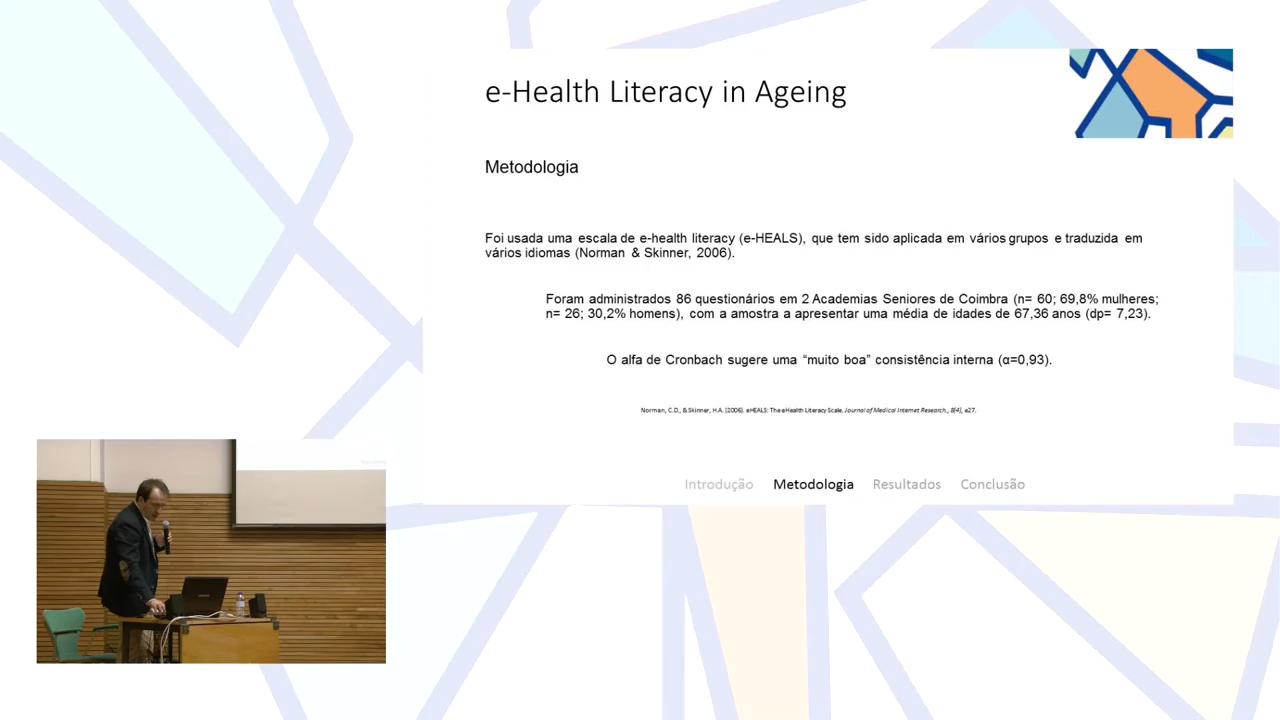 e-Health Literacy in Ageing
Metodologia
Foi usada uma escala de e-health literacy (e-HEALS), que tem sido aplicada em vários grupos e traduzida em
vários idiomas (Norman & Skinner, 2006).
Foram administrados 86 questionários em 2 Academias Seniores de Coimbra (n= 60; 69,8% mulheres;
n= 26; 30,2% homens), com a amostra a apresentar uma média de idades de 67,36 anos (dp= 7,23).
O alfa de Cronbach sugere uma “muito boa” consistência interna (α=0,93).
Norman, C.D., & Skinner, H.A. (2006). eHEALS: The eHealth Literacy Scale. Journal of Medical Internet Research., 8(4), e27.
Introdução Metodologia Resultados Conclusão